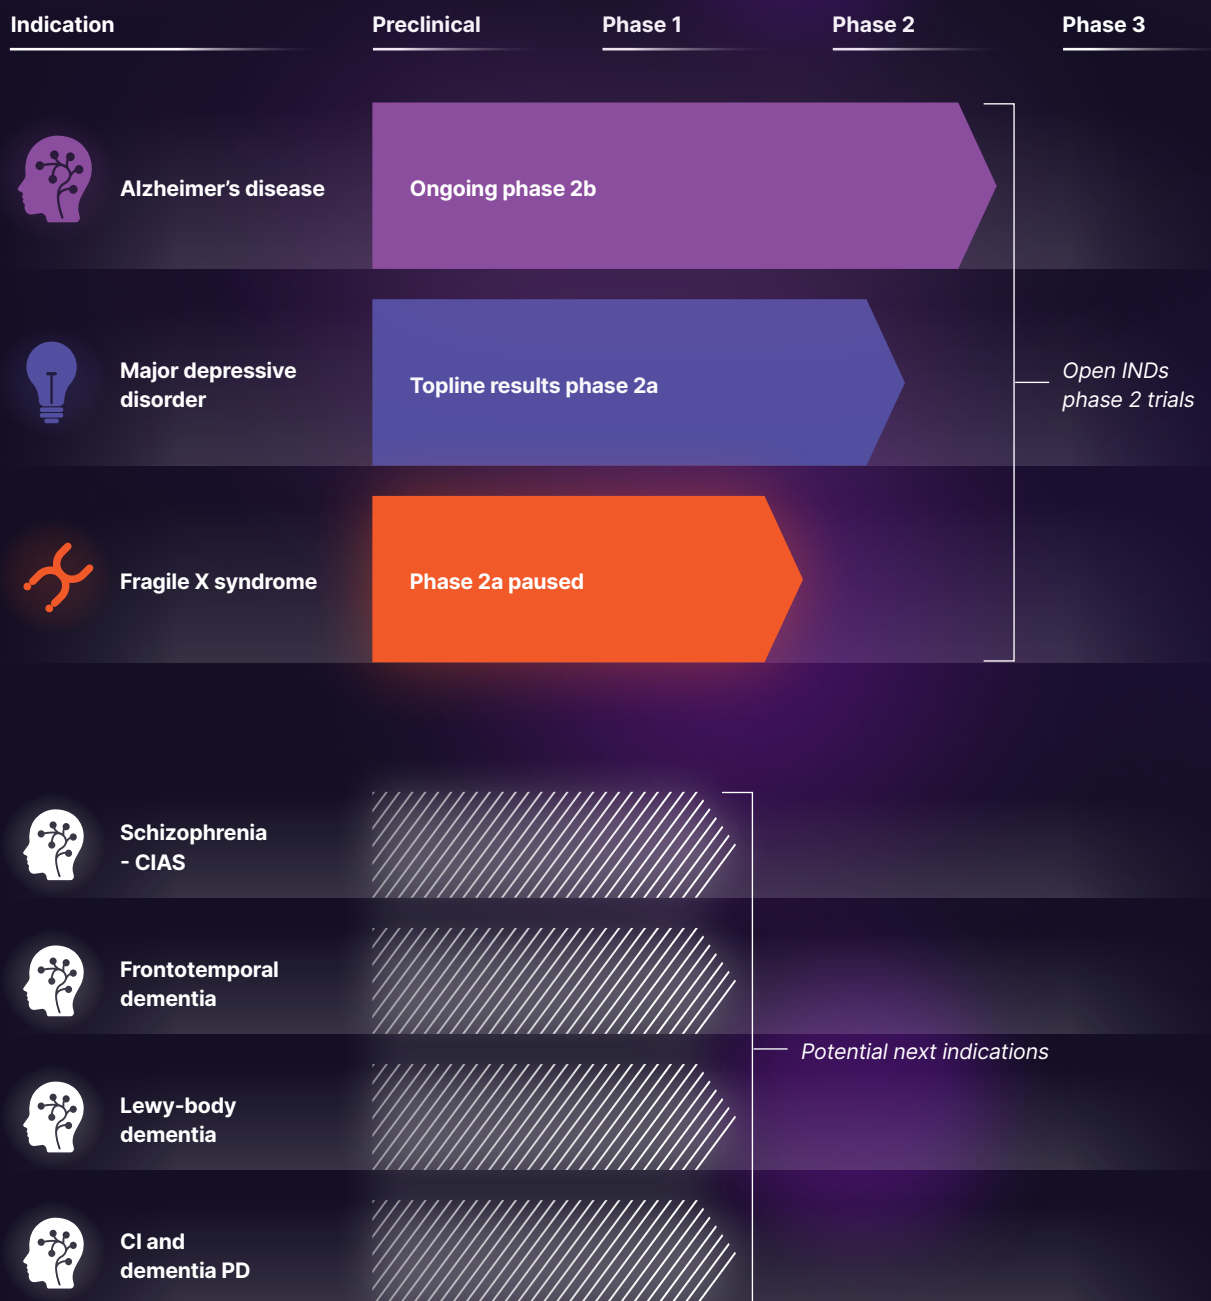 Indication
Preclinical
Phase 1
Phase 2
Phase 3
Alzheimer’s disease
Ongoing phase 2b
Major depressive
disorder
Topline results phase 2a
Open INDs
phase 2 trials
Fragile X syndrome
Phase 2a paused
Schizophrenia
- CIAS
Frontotemporal
dementia
Potential next indications
Lewy-body
dementia
CI and
dementia PD